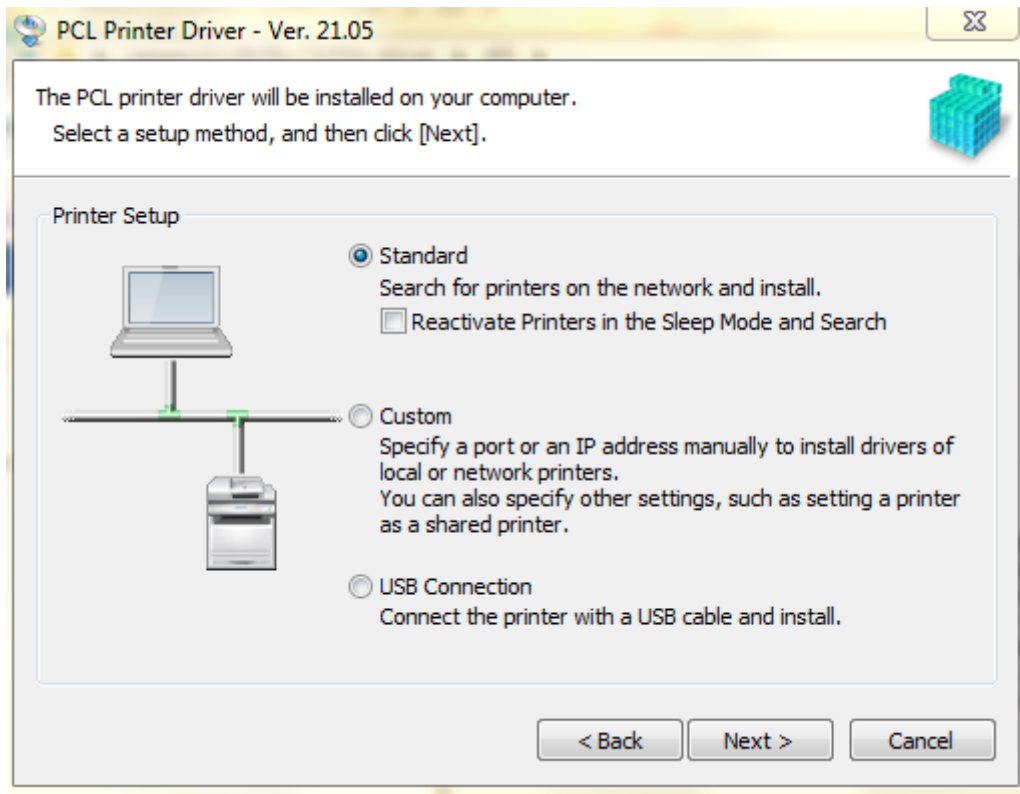 PCL Printer Driver - Ver. 21.05
The PCL printer driver will be installed on your computer.
Select a setup method, and then click [Next].
Printer Setup
Standard
Search for printers on the network and install.
Reactivate Printers in the Sleep Mode and Search
Custom
Specify a port or an IP address manually to install drivers of
local or network printers.
You can also specify other settings, such as setting a printer
as a shared printer.
USB Connection
Connect the printer with a USB cable and install.
< Back Next > Cancel